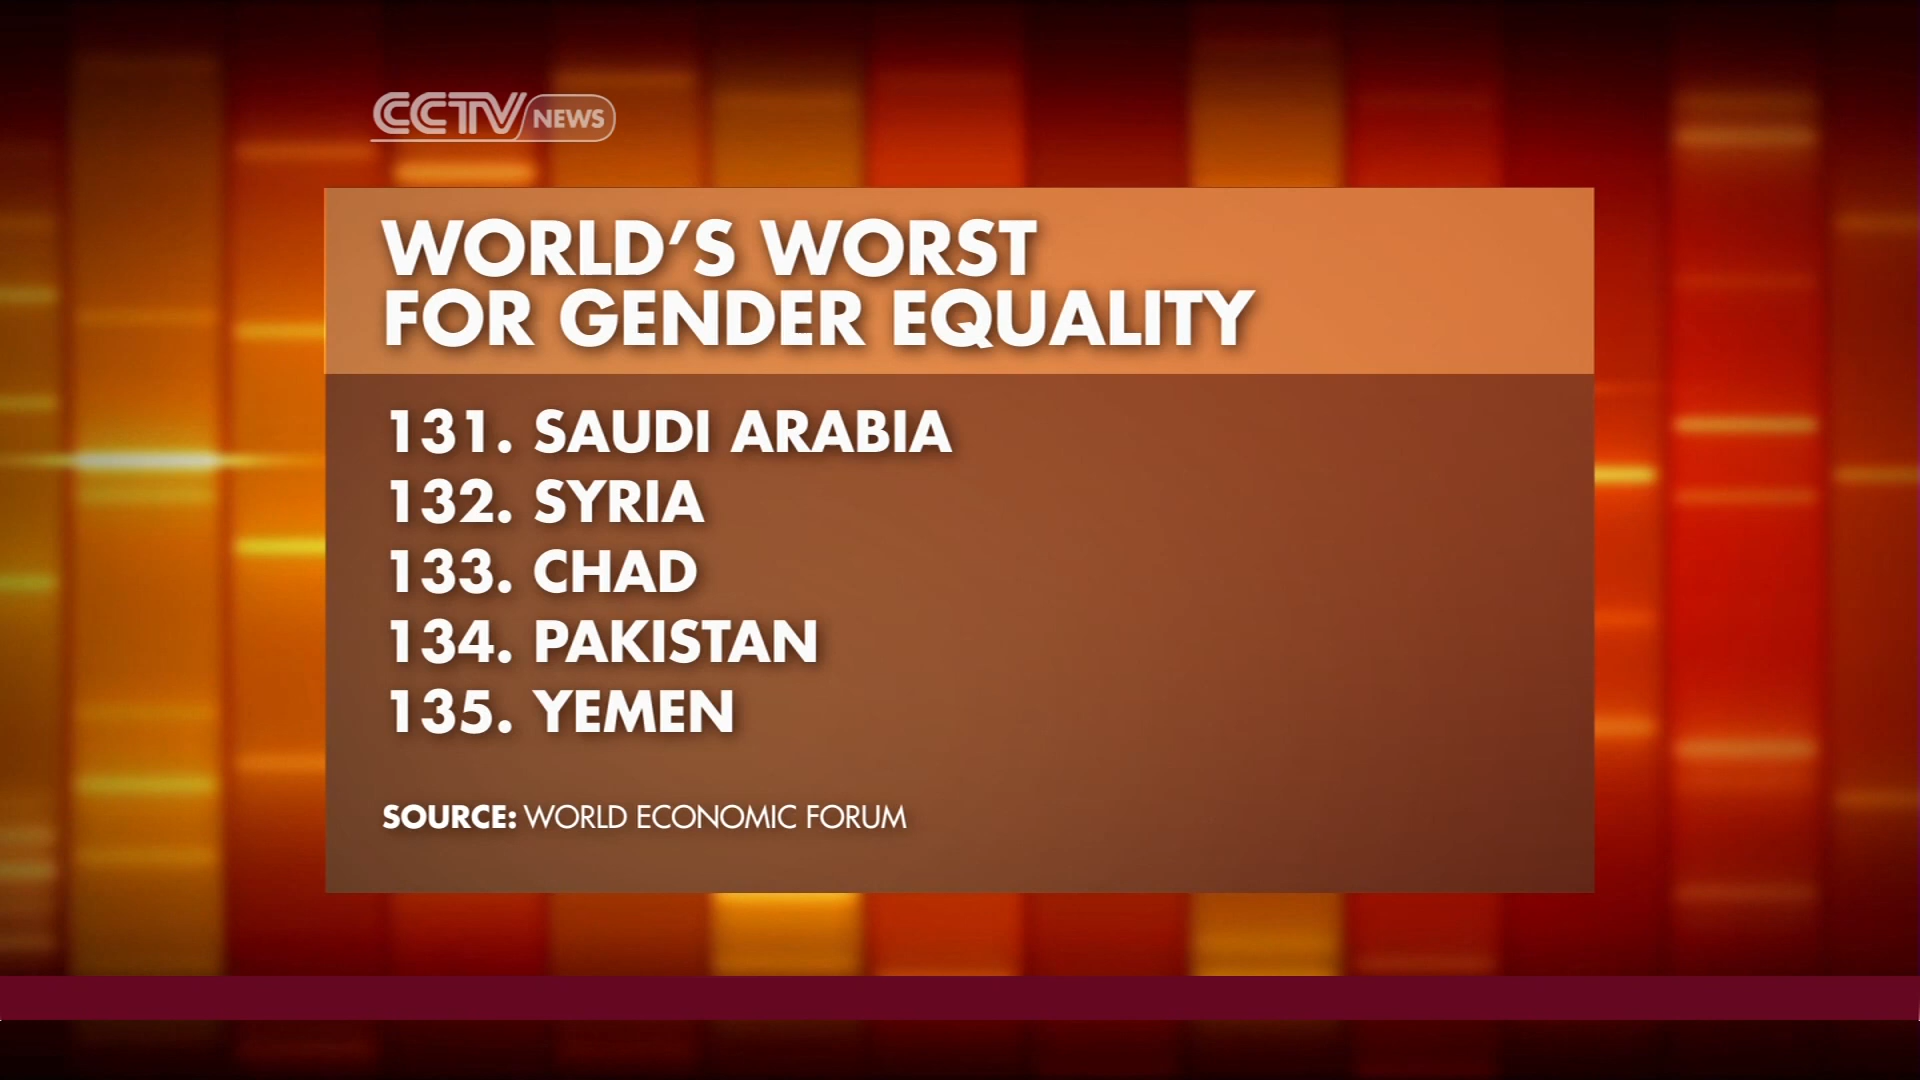 CCTV NEWS
WORLD'S WORST
FOR GENDER EQUALITY
131. SAUDI ARABIA
132. SYRIA
133. CHAD
134. PAKISTAN
135. YEMEN
SOURCE: WORLD ECONOMIC FORUM